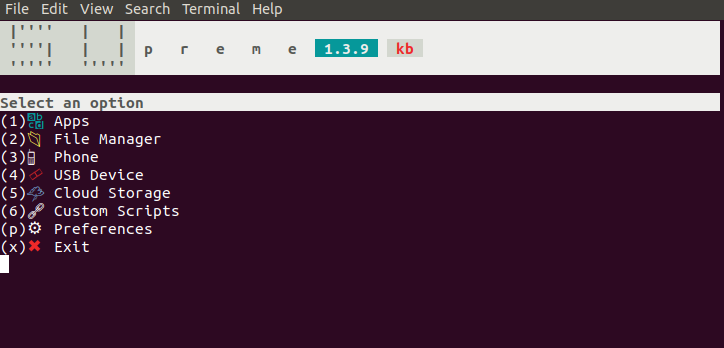 File Edit View Search Terminal Help
|'''' | |
''''| | | p r e m e 1.3.9 kb
''''' '''''
Select an option
(1) Apps
(2) File Manager
(3) Phone
(4) USB Device
(5) Cloud Storage
(6) Custom Scripts
(p) Preferences
(x) Exit